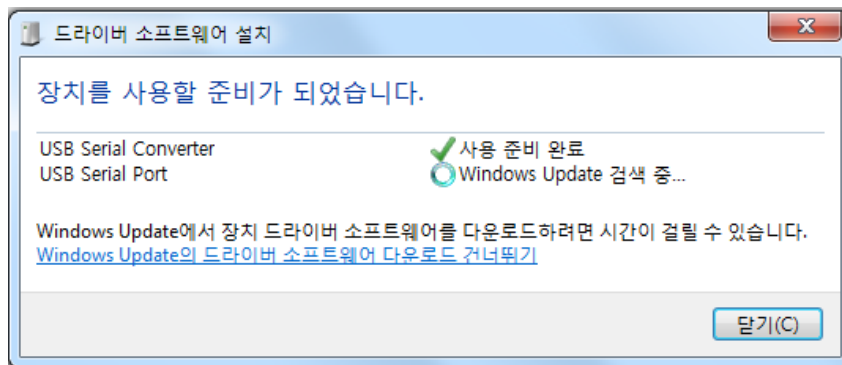 드라이버 소프트웨어 설치
장치를 사용할 준비가 되었습니다.
USB Serial Converter 사용 준비 완료
USB Serial Port Windows Update 검색 중...
Windows Update에서 장치 드라이버 소프트웨어를 다운로드하려면 시간이 걸릴 수 있습니다.
Windows Update의 드라이버 소프트웨어 다운로드 건너뛰기
닫기(C)